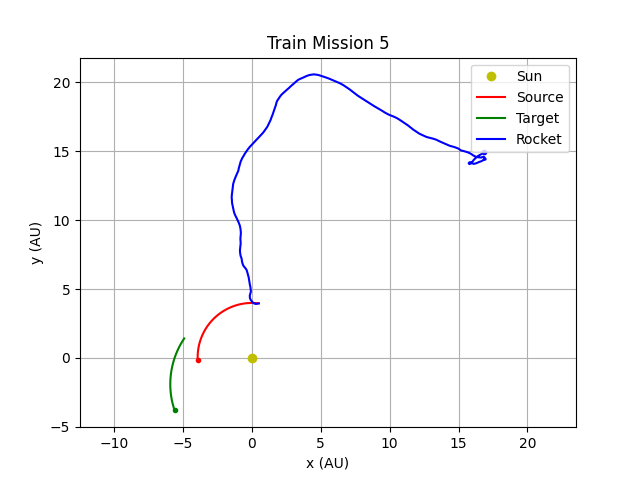 Train Mission 5
Sun
Source
Target
Rocket
20
15
10
5
0
−5
y (AU)
−10
−5
0
5
10
15
20
x (AU)